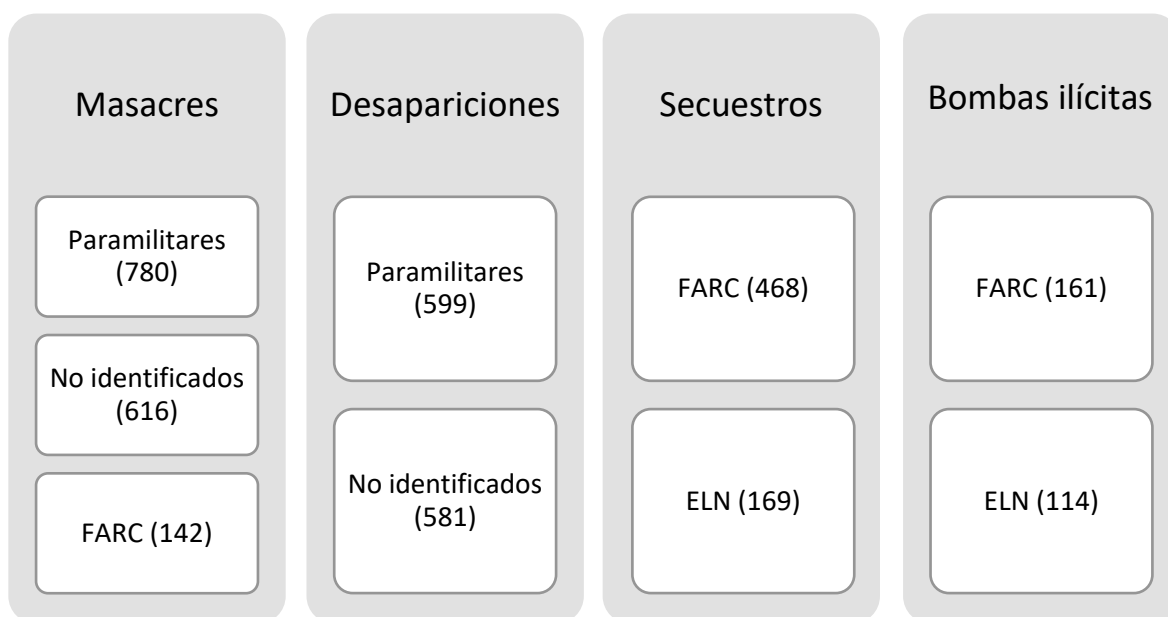 Masacres
Paramilitares
(780)
No identificados
(616)
FARC (142)
Desapariciones
Paramilitares
(599)
No identificados
(581)
Secuestros
FARC (468)
ELN (169)
Bombas ilícitas
FARC (161)
ELN (114)